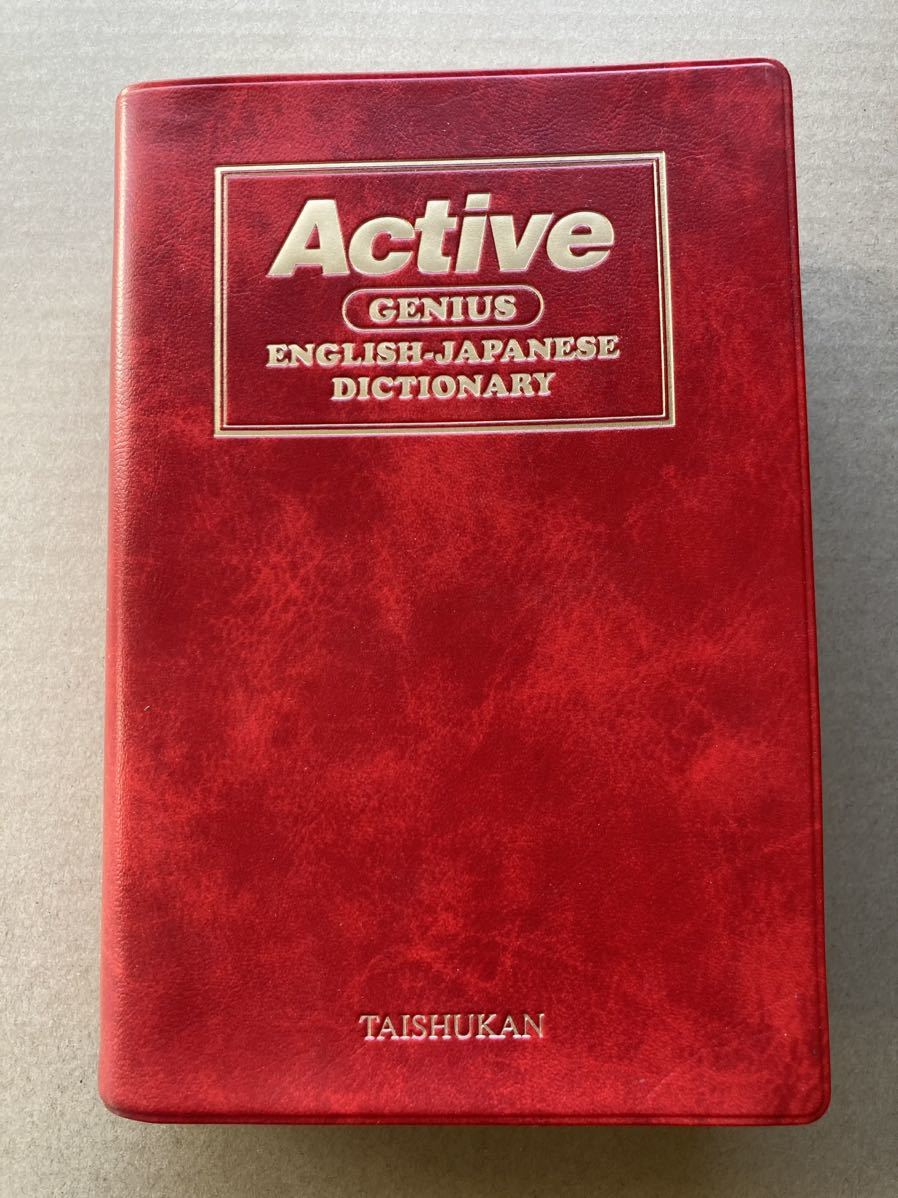 Active
GENIUS
ENGLISH-JAPANESE
DICTIONARY
TAISHUKAN